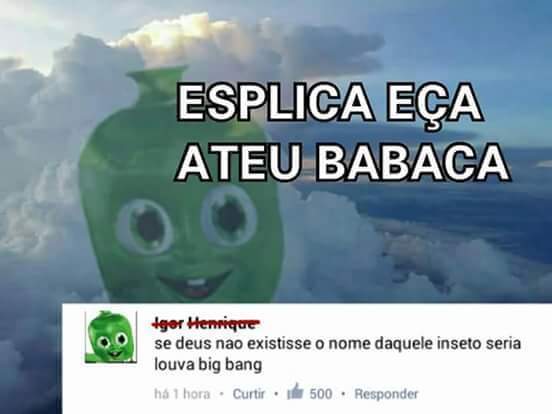 ESPLICA EÇA
ATEU BABACA
Igor Henrique
se deus nao existisse o nome daquele inseto seria
louva big bang
há 1 hora · Curtir · 500 · Responder